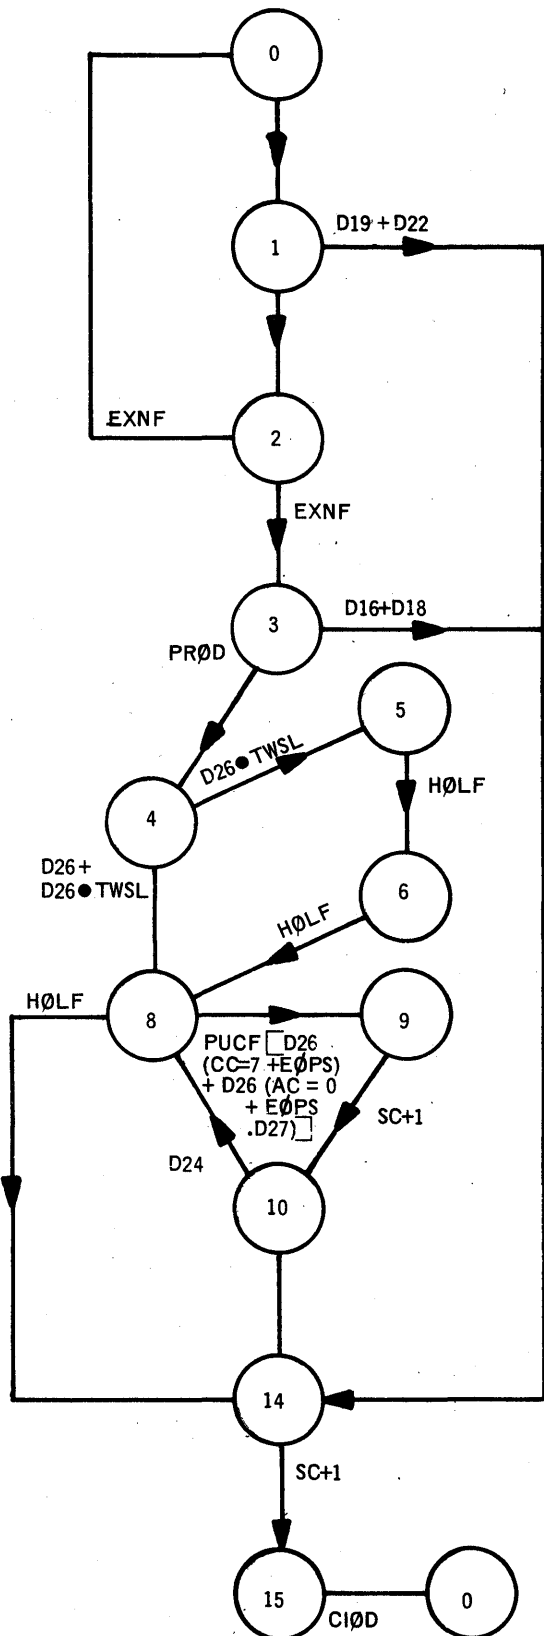 0
D19 + D22
1
EXNF
2
EXNF
D16+D18
3
PRØD
5
D26●TWSL
HØLF
4
D26+
D26●TWSL
6
HØLF
HØLF
8
9
PUCF[D26
(CC=7 +EØPS)
+ D26 (AC = 0
+ EØPS
.D27)]
SC+1
D24
10
14
SC+1
15
CIØD
0